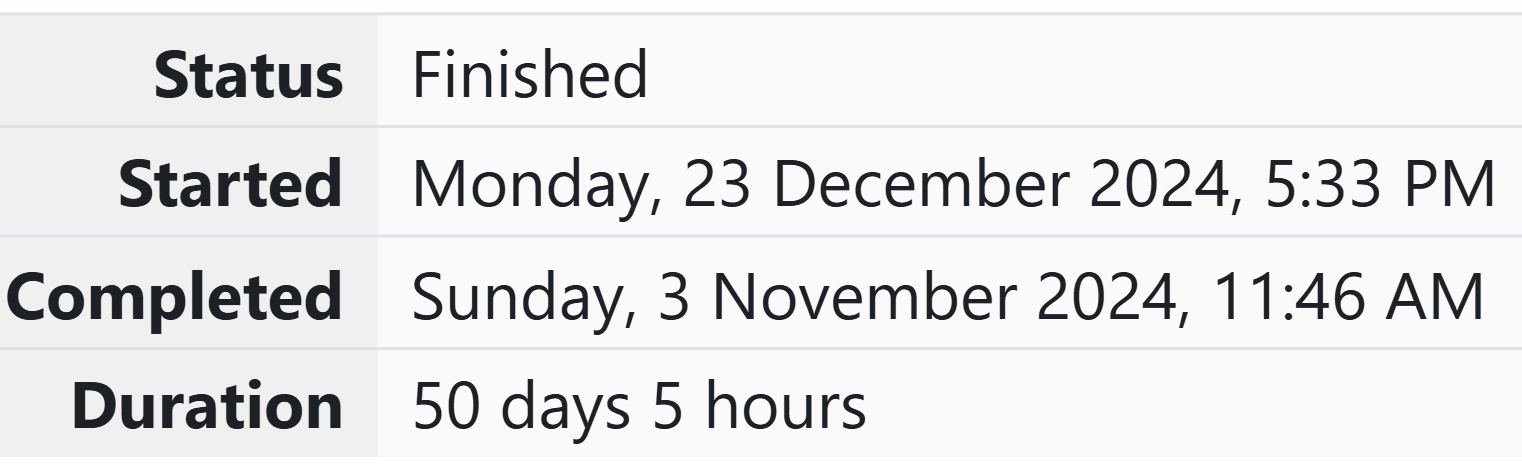 Status Finished
Started Monday, 23 December 2024, 5:33 PM
Completed Sunday, 3 November 2024, 11:46 AM
Duration 50 days 5 hours